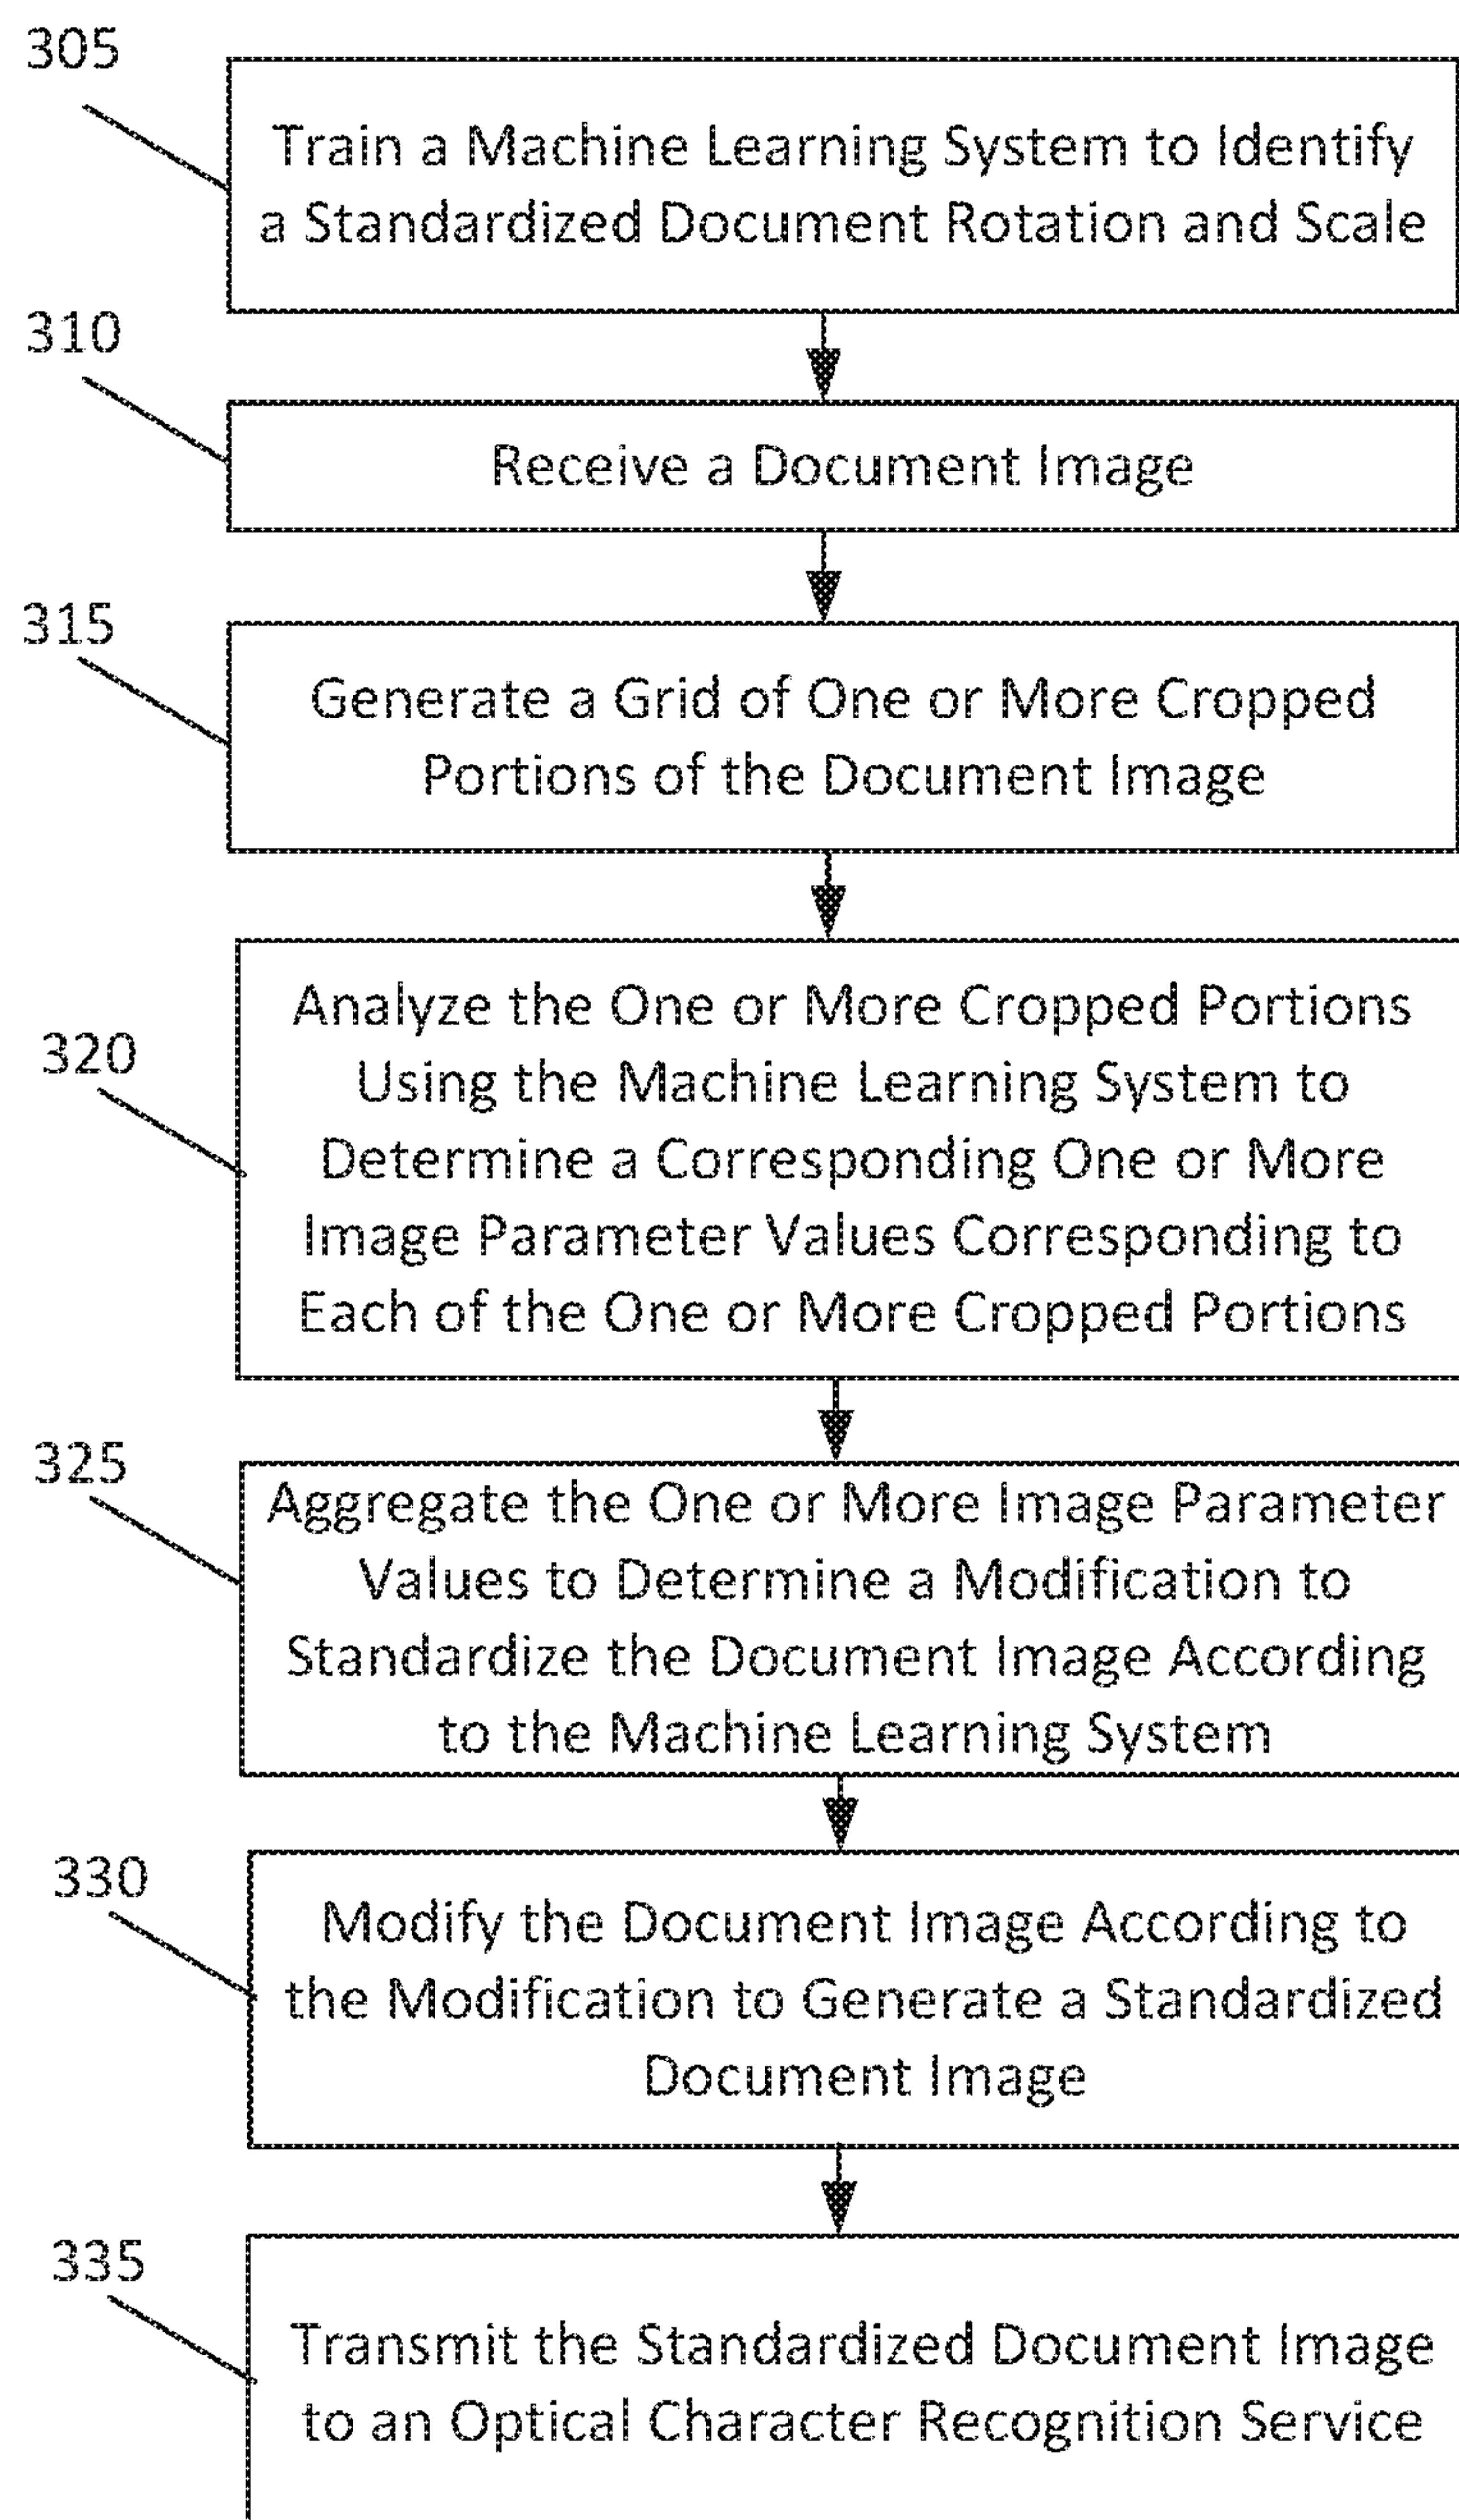 305
Train a Machine Learning System to Identify
a Standardized Document Rotation and Scale
310
Receive a Document Image
315
Generate a Grid of One or More Cropped
Portions of the Document Image
320
Analyze the One or More Cropped Portions
Using the Machine Learning System to
Determine a Corresponding One or More
Image Parameter Values Corresponding to
Each of the One or More Cropped Portions
325
Aggregate the One or More Image Parameter
Values to Determine a Modification to
Standardize the Document Image According
to the Machine Learning System
330
Modify the Document Image According to
the Modification to Generate a Standardized
Document Image
335
Transmit the Standardized Document Image
to an Optical Character Recognition Service